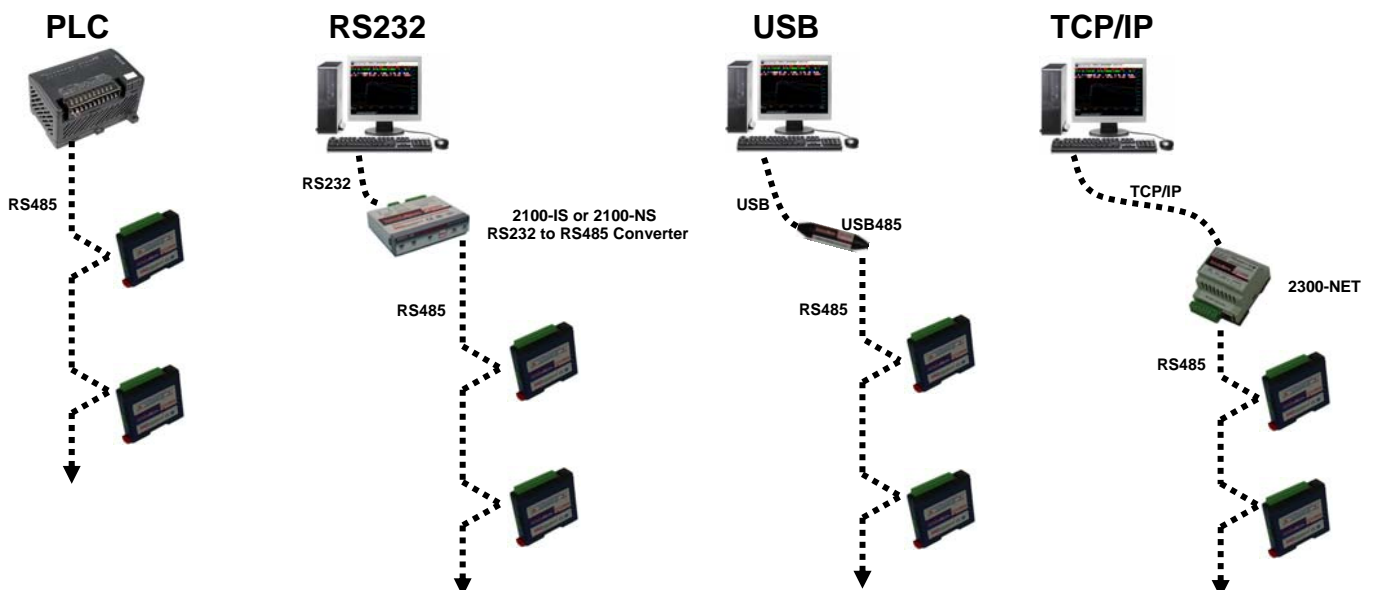 PLC
RS232
USB
TCP/IP
RS485
RS232
2100-IS or 2100-NS
RS232 to RS485 Converter
RS485
USB
USB485
RS485
TCP/IP
2300-NET
RS485